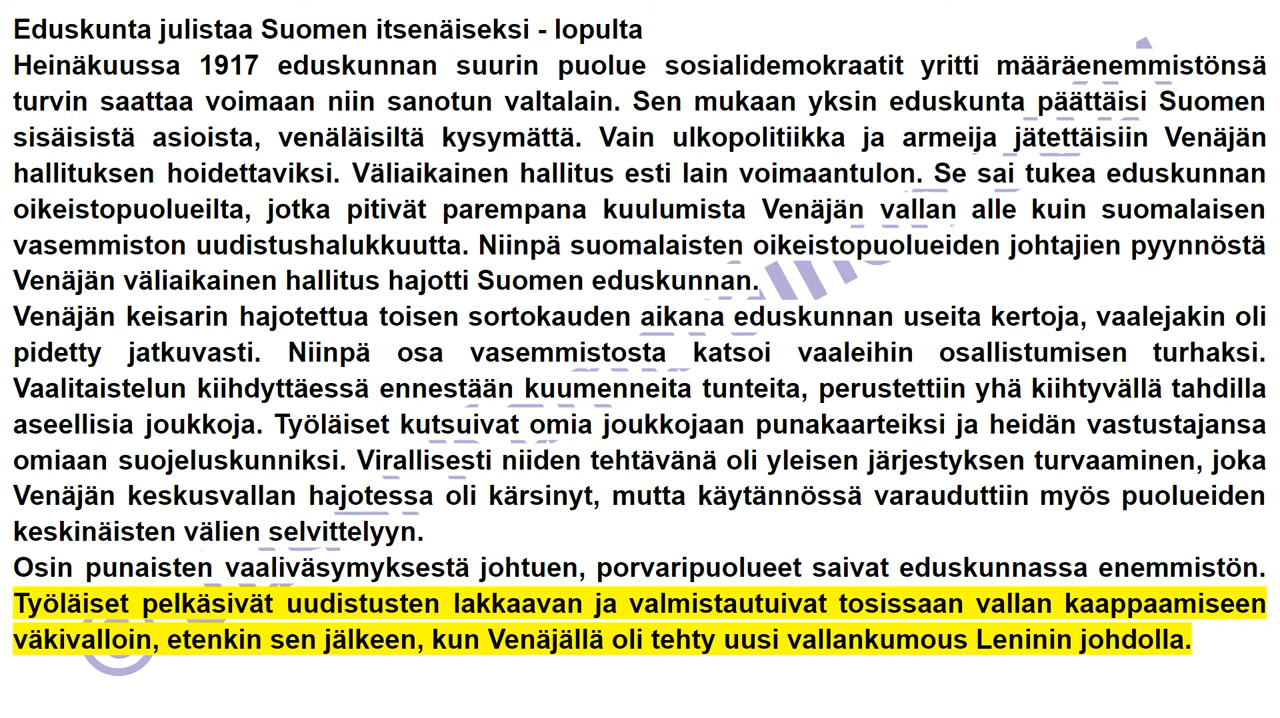 Eduskunta julistaa Suomen itsenäiseksi - lopulta
Heinäkuussa 1917 eduskunnan suurin puolue sosialidemokraatit yritti määräenemmistönsä
turvin saattaa voimaan niin sanotun valtalain. Sen mukaan yksin eduskunta päättäisi Suomen
sisäisistä asioista, venäläisiltä kysymättä. Vain ulkopolitiikka ja armeija jätettäisiin Venäjän
hallituksen hoidettaviksi. Väliaikainen hallitus esti lain voimaantulon. Se sai tukea eduskunnan
oikeistopuolueilta, jotka pitivät parempana kuulumista Venäjän vallan alle kuin suomalaisen
vasemmiston uudistushalukkuutta. Niinpä suomalaisten oikeistopuolueiden johtajien pyynnöstä
Venäjän väliaikainen hallitus hajotti Suomen eduskunnan.
Venäjän keisarin hajotettua toisen sortokauden aikana eduskunnan useita kertoja, vaalejakin oli
pidetty jatkuvasti. Niinpä osa vasemmistosta katsoi vaaleihin osallistumisen turhaksi.
Vaalitaistelun kiihdyttäessä ennestään kuumenneita tunteita, perustettiin yhä kiihtyvällä tahdilla
aseellisia joukkoja. Työläiset kutsuivat omia joukkojaan punakaarteiksi ja heidän vastustajansa
omiaan suojeluskunniksi. Virallisesti niiden tehtävänä oli yleisen järjestyksen turvaaminen, joka
Venäjän keskusvallan hajotessa oli kärsinyt, mutta käytännössä varauduttiin myös puolueiden
keskinäisten välien selvittelyyn.
Osin punaisten vaaliväsymyksestä johtuen, porvaripuolueet saivat eduskunnassa enemmistön.
Työläiset pelkäsivät uudistusten lakkaavan ja valmistautuivat tosissaan vallan kaappaamiseen
väkivalloin, etenkin sen jälkeen, kun Venäjällä oli tehty uusi vallankumous Leninin johdolla.